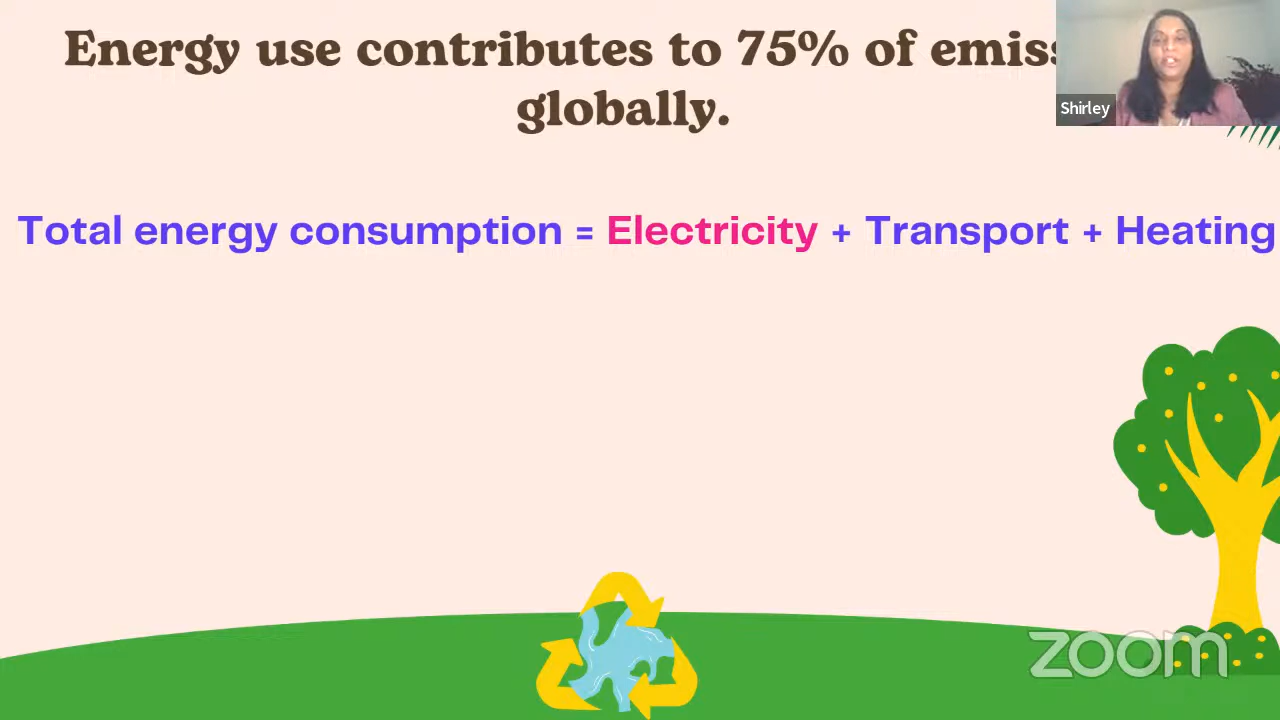 Energy use contributes to 75% of emiss
globally.
Shirley
Total energy consumption = Electricity + Transport + Heating
zoom